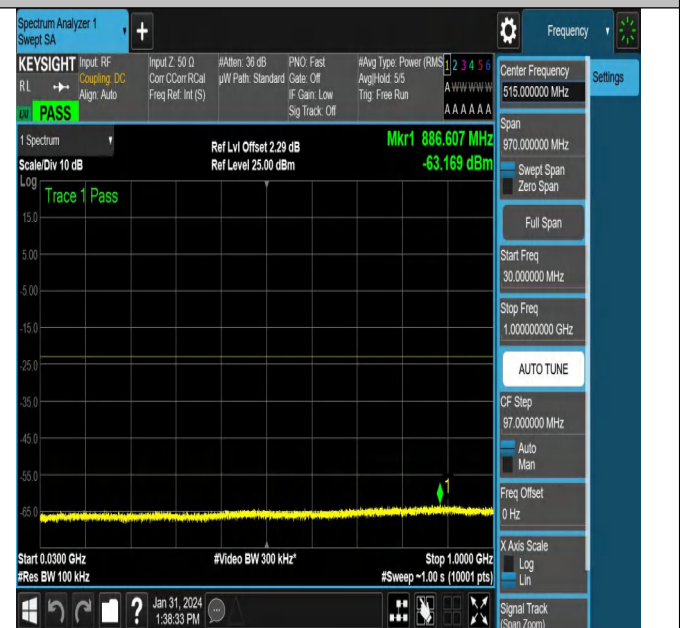 Spectrum Analyzer 1
Swept SA
Frequency
KEYSIGHT
RL
LXI
PASS
Input: RF
Coupling: DC
Align: Auto
Input Z: 50 Ω
Corr CCorr RCal
Freq Ref: Int (S)
#Atten: 36 dB
µW Path: Standard
PNO: Fast
Gate: Off
IF Gain: Low
Sig Track: Off
#Avg Type: Power (RMS
Avg|Hold: 5/5
Trig: Free Run
1 2 3 4 5 6
A W W W W W
A A A A A A
Center Frequency
515.000000 MHz
Settings
1 Spectrum
Scale/Div 10 dB
Ref Lvl Offset 2.29 dB
Ref Level 25.00 dBm
Mkr1 886.607 MHz
-63.169 dBm
Log
Trace 1 Pass
15.0
5.00
-5.00
-15.0
-25.0
-35.0
-45.0
-55.0
-65.0
1
Start 0.0300 GHz
#Res BW 100 kHz
#Video BW 300 kHz*
Stop 1.0000 GHz
#Sweep ~1.00 s (10001 pts)
Span
970.000000 MHz
Swept Span
Zero Span
Full Span
Start Freq
30.000000 MHz
Stop Freq
1.000000000 GHz
AUTO TUNE
CF Step
97.000000 MHz
Auto
Man
Freq Offset
0 Hz
X Axis Scale
Log
Lin
Signal Track
(Span Zoom)
Jan 31, 2024
1:38:33 PM